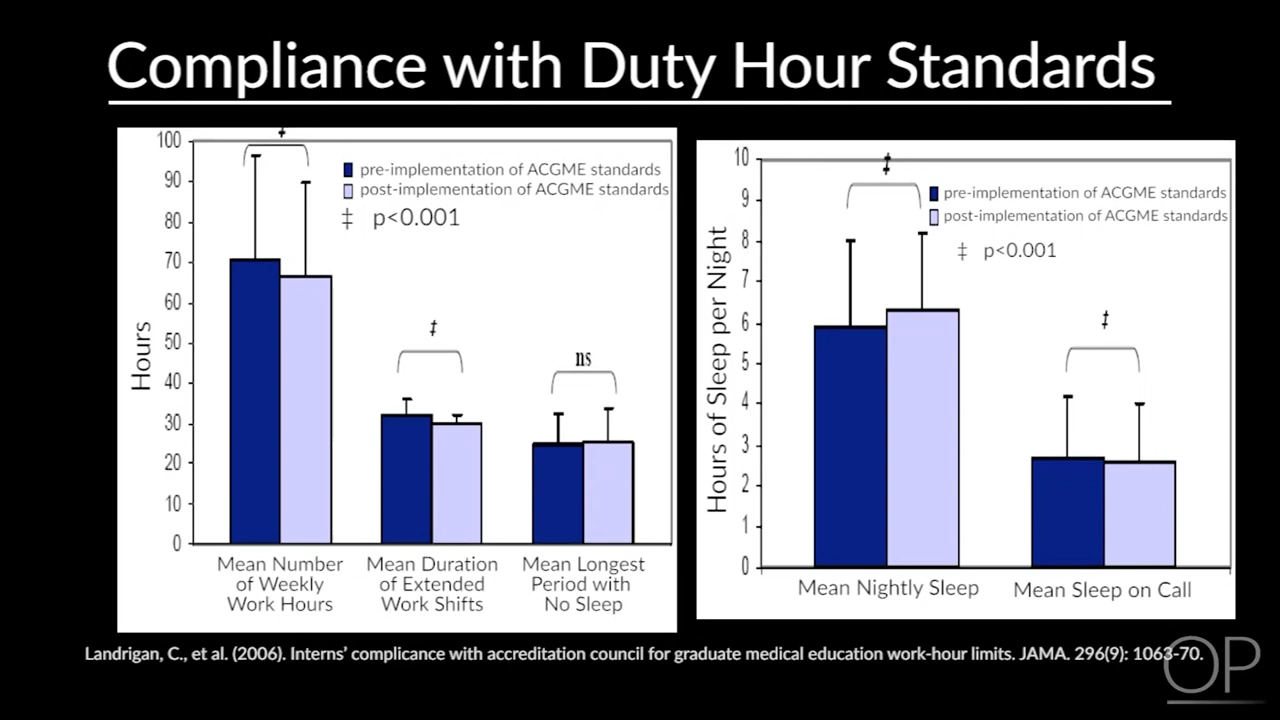 Compliance with Duty Hour Standards
‡
100
90
80
70
60
50
40
30
20
10
0
Hours
pre-implementation of ACGME standards
post-implementation of ACGME standards
‡ p<0.001
‡
ns
Mean Number
of Weekly
Work Hours
Mean Duration
of Extended
Work Shifts
Mean Longest
Period with
No Sleep
10
9
8
7
6
5
4
3
2
1
0
Hours of Sleep per Night
‡
pre-implementation of ACGME standards
post-implementation of ACGME standards
‡ p<0.001
‡
Mean Nightly Sleep
Mean Sleep on Call
Landrigan, C., et al. (2006). Interns' complicance with accreditation council for graduate medical education work-hour limits. JAMA. 296(9): 1063-70.
OP